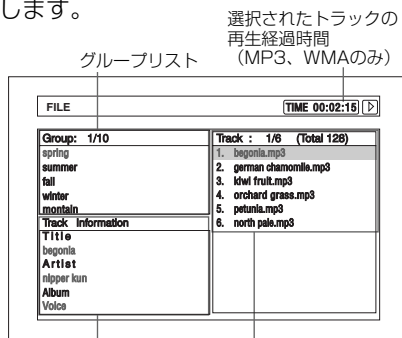 します。
選択されたトラックの
再生経過時間
（MP3、WMAのみ）
グループリスト
FILE
TIME 00:02:15
Group: 1/10
spring
summer
fall
winter
montain
Track Information
Title
begonia
Artist
nipper kun
Album
Voice
Track : 1/6 (Total 128)
1. begonia.mp3
2. german chamomile.mp3
3. kiwi fruit.mp3
4. orchard grass.mp3
5. petunia.mp3
6. north pale.mp3